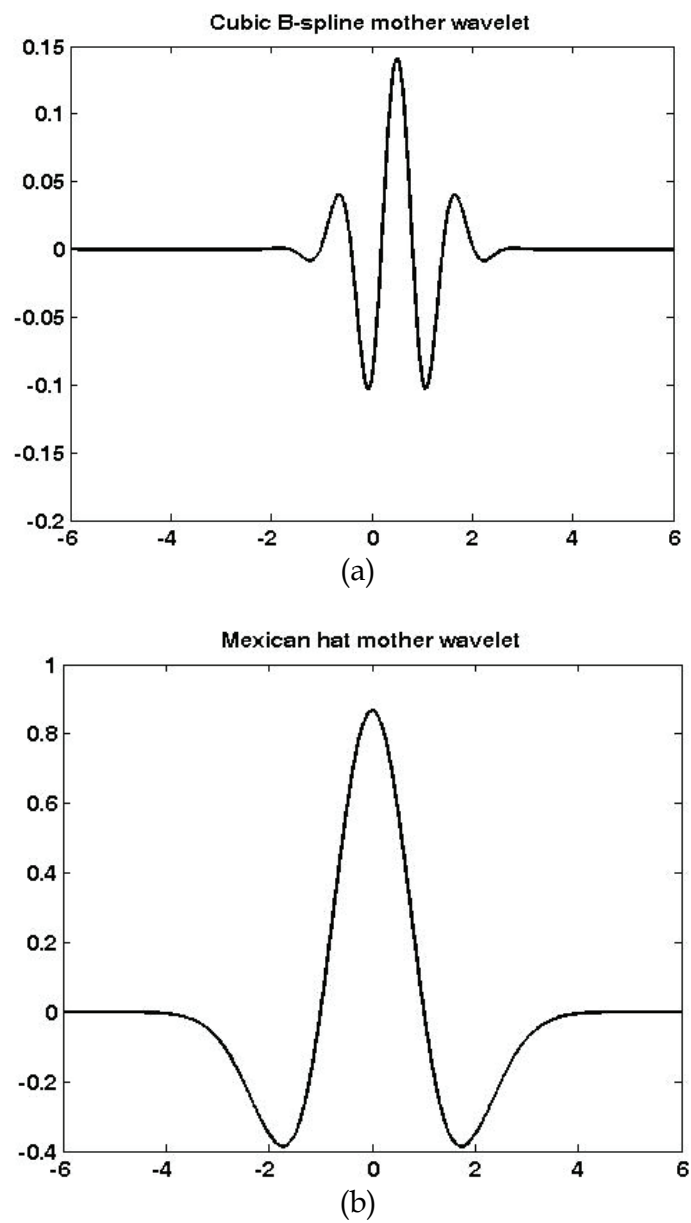 Cubic B-spline mother wavelet
0.15
0.1
0.05
0
-0.05
-0.1
-0.15
-0.2
-6 -4 -2 0 2 4 6
(a)
Mexican hat mother wavelet
1
0.8
0.6
0.4
0.2
0
-0.2
-0.4
-6 -4 -2 0 2 4 6
(b)